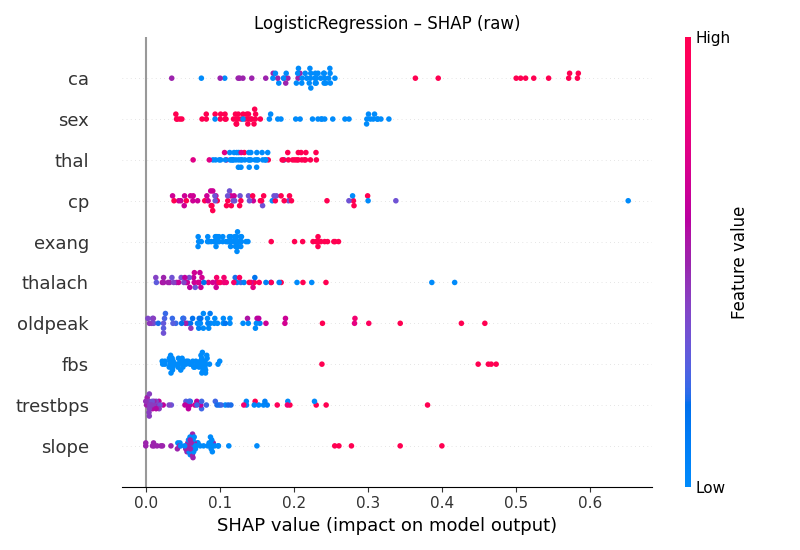 LogisticRegression – SHAP (raw)
High
ca
sex
thal
cp
exang
thalach
oldpeak
fbs
trestbps
slope
Feature value
Low
0.0 0.1 0.2 0.3 0.4 0.5 0.6
SHAP value (impact on model output)